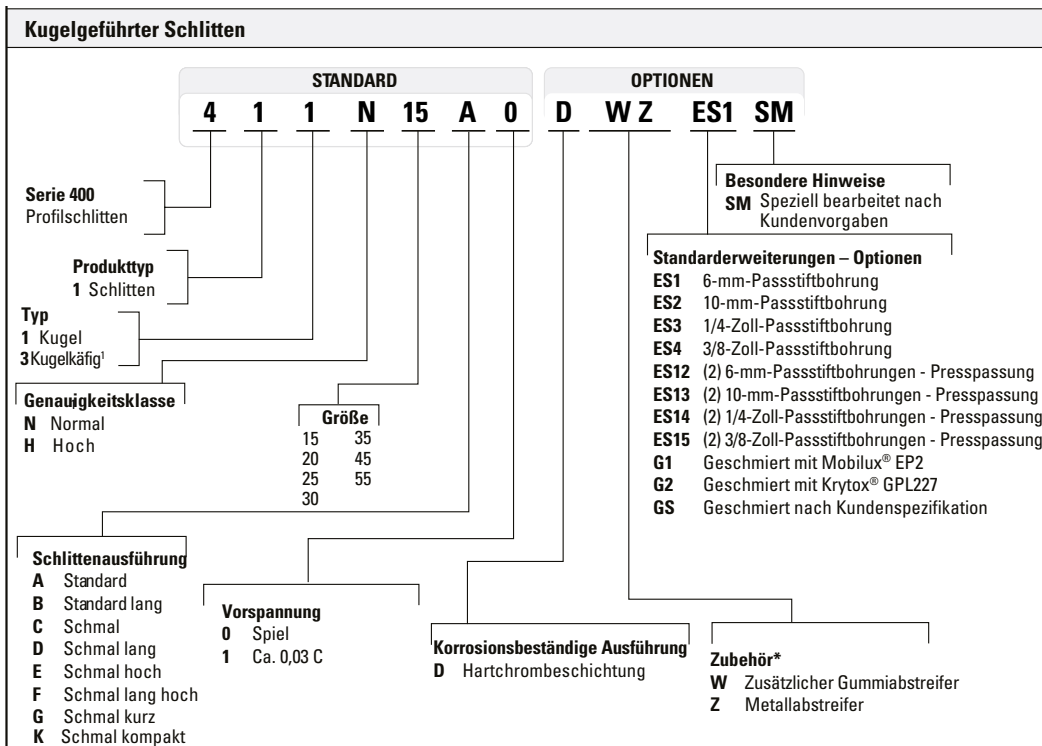 Kugelgeführter Schlitten
STANDARD
OPTIONEN
4 1 1 N 15 A 0 D W Z ES1 SM
Serie 400
Profilschlitten
Produkttyp
1 Schlitten
Typ
1 Kugel
3 Kugelkäfig¹
Genauigkeitsklasse
N Normal
H Hoch
Größe
15 35
20 45
25 55
30
Besondere Hinweise
SM Speziell bearbeitet nach
Kundenvorgaben
Standarderweiterungen – Optionen
ES1 6-mm-Passstiftbohrung
ES2 10-mm-Passstiftbohrung
ES3 1/4-Zoll-Passstiftbohrung
ES4 3/8-Zoll-Passstiftbohrung
ES12 (2) 6-mm-Passstiftbohrungen - Presspassung
ES13 (2) 10-mm-Passstiftbohrungen - Presspassung
ES14 (2) 1/4-Zoll-Passstiftbohrungen - Presspassung
ES15 (2) 3/8-Zoll-Passstiftbohrungen - Presspassung
G1 Geschmiert mit Mobilux® EP2
G2 Geschmiert mit Krytox® GPL227
GS Geschmiert nach Kundenspezifikation
Schlittenausführung
A Standard
B Standard lang
C Schmal
D Schmal lang
E Schmal hoch
F Schmal lang hoch
G Schmal kurz
K Schmal kompakt
Vorspannung
0 Spiel
1 Ca. 0,03 C
Korrosionsbeständige Ausführung
D Hartchrombeschichtung
Zubehör*
W Zusätzlicher Gummiabstreifer
Z Metallabstreifer